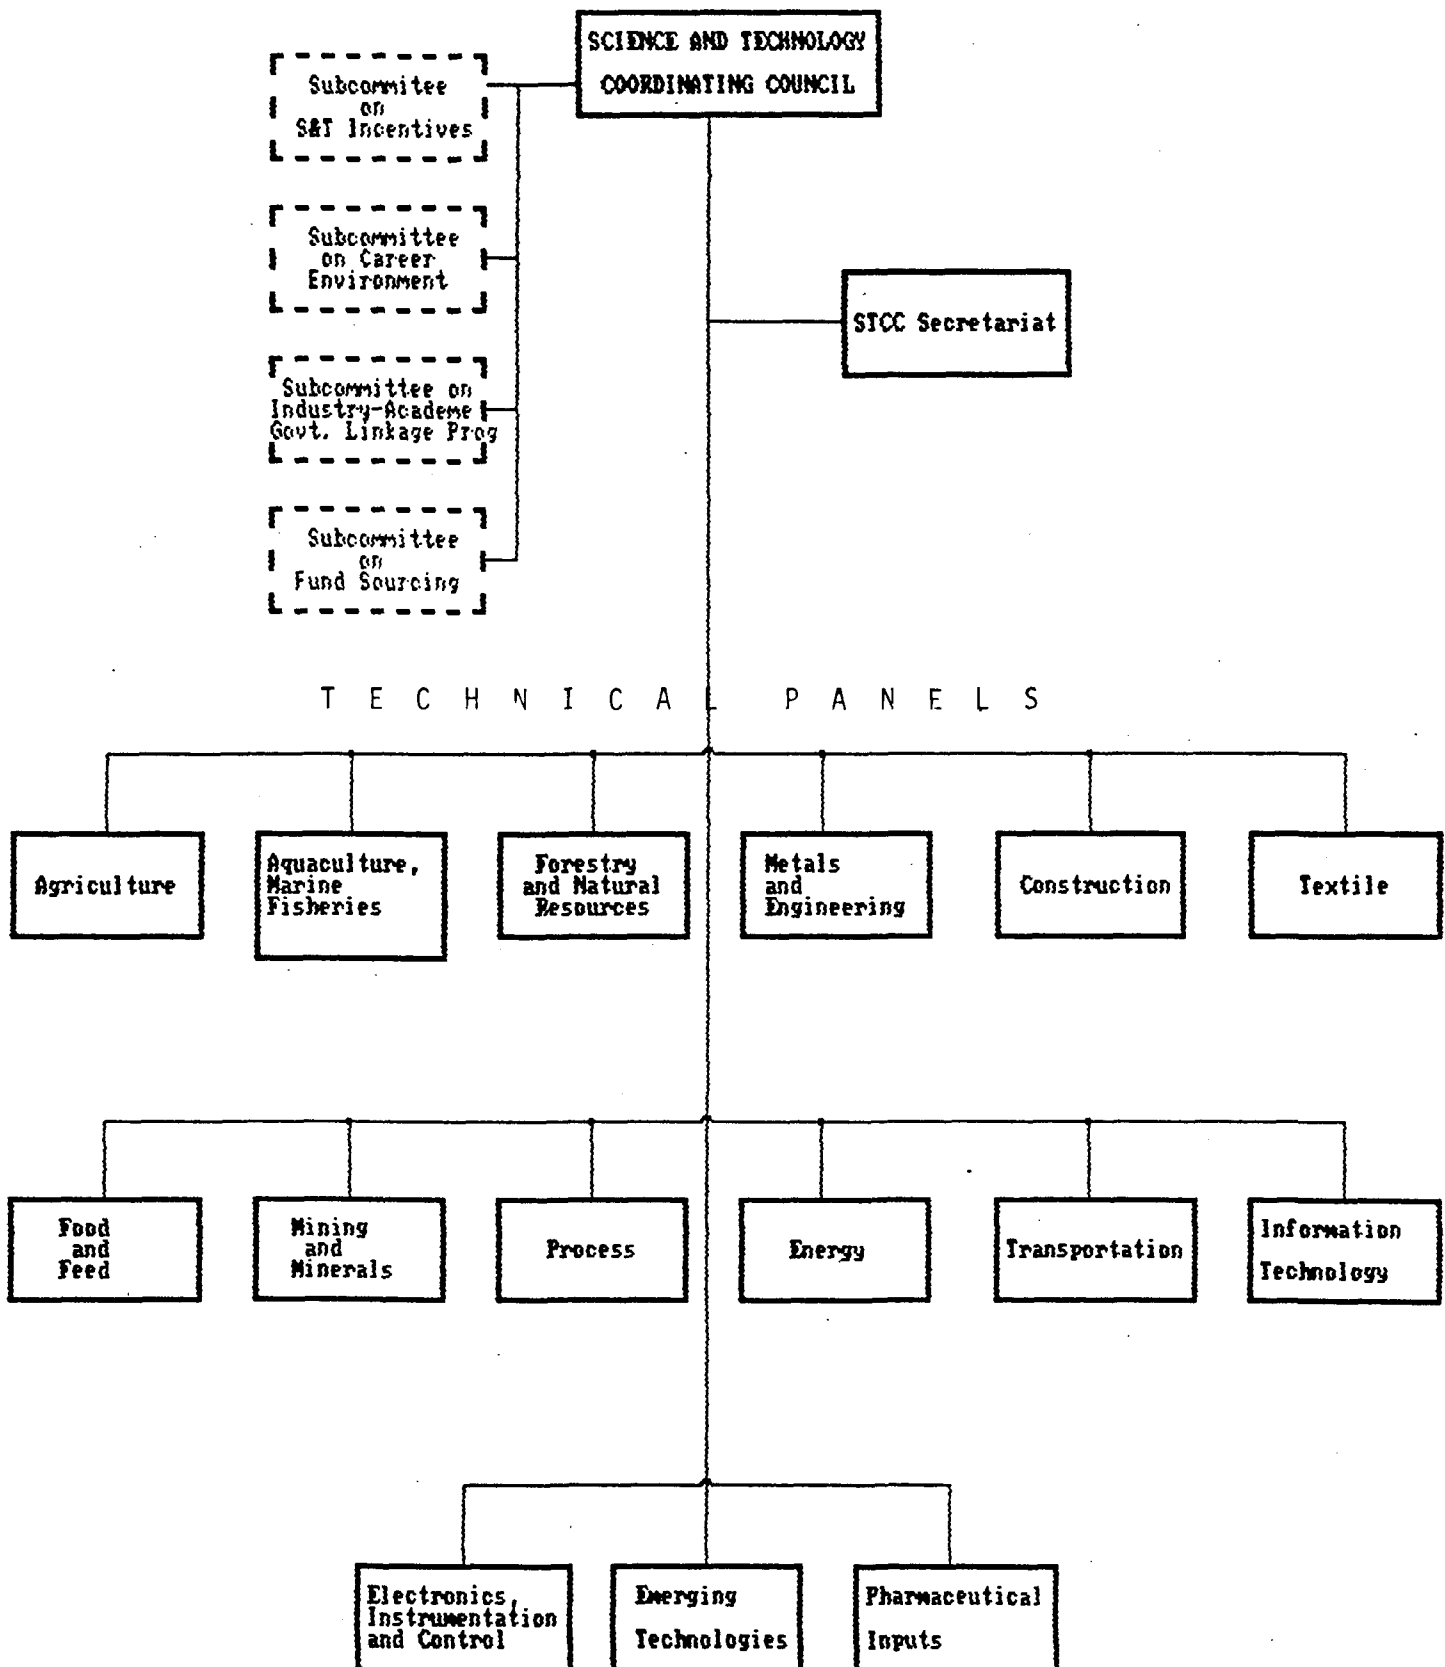 SCIENCE AND TECHNOLOGY
COORDINATING COUNCIL
Subcommitee
on
S&T Incentives
Subcommittee
on Career
Environment
STCC Secretariat
Subcommittee on
Industry-Academe
Govt. Linkage Prog
Subcommittee
on
Fund Sourcing
TECHNICAL PANELS
Agriculture
Aquaculture,
Marine
Fisheries
Forestry
and Natural
Resources
Metals
and
Engineering
Construction
Textile
Food
and
Feed
Mining
and
Minerals
Process
Energy
Transportation
Information
Technology
Electronics,
Instrumentation
and Control
Emerging
Technologies
Pharmaceutical
Inputs